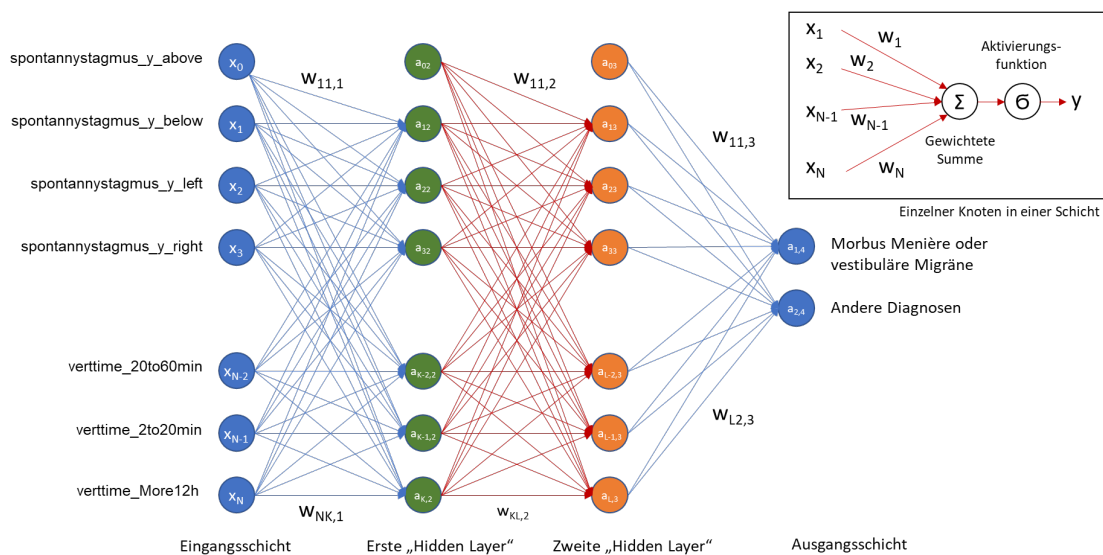 spontannystagmus_y_above
spontannystagmus_y_below
spontannystagmus_y_left
spontannystagmus_y_right
verttime_20to60min
verttime_2to20min
verttime_More12h
x0
x1
x2
x3
xN-2
xN-1
xN
w11,1
wNK,1
a02
a12
a22
a32
aK-2,2
aK-1,2
aK,2
w11,2
wKL,2
a03
a13
a23
a33
aL-2,3
aL-1,3
aL,3
w11,3
wL2,3
a1,4
a2,4
Morbus Menière oder
vestibuläre Migräne
Andere Diagnosen
Eingangsschicht
Erste „Hidden Layer“
Zweite „Hidden Layer“
Ausgangsschicht
x1
x2
xN-1
xN
w1
w2
wN-1
wN
Σ
Ϭ
y
Aktivierungs-
funktion
Gewichtete
Summe
Einzelner Knoten in einer Schicht